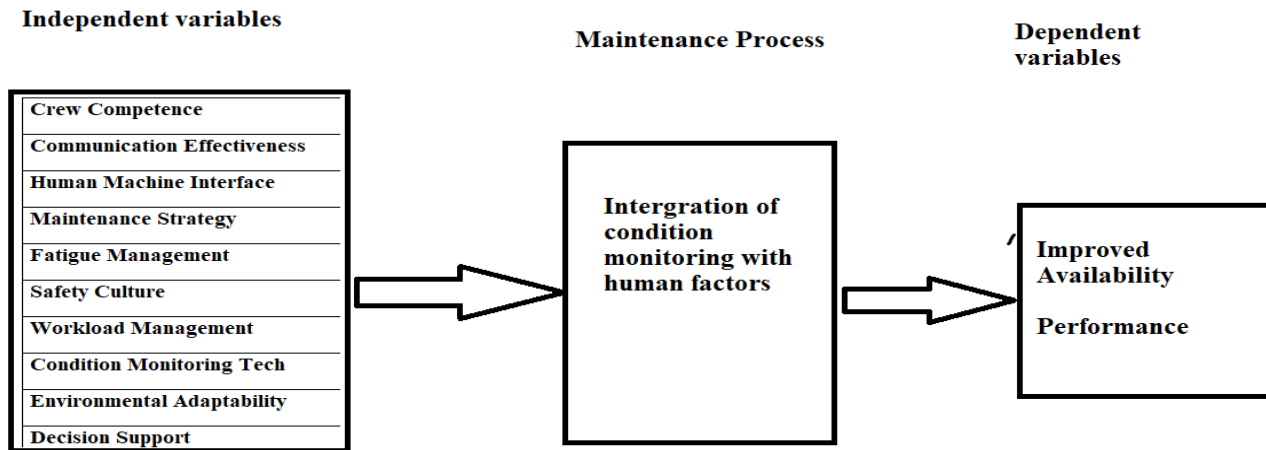 Independent variables
Maintenance Process
Dependent
variables
Crew Competence
Communication Effectiveness
Human Machine Interface
Maintenance Strategy
Fatigue Management
Safety Culture
Workload Management
Condition Monitoring Tech
Environmental Adaptability
Decision Support
Intergration of
condition
monitoring with
human factors
Improved
Availability
Performance